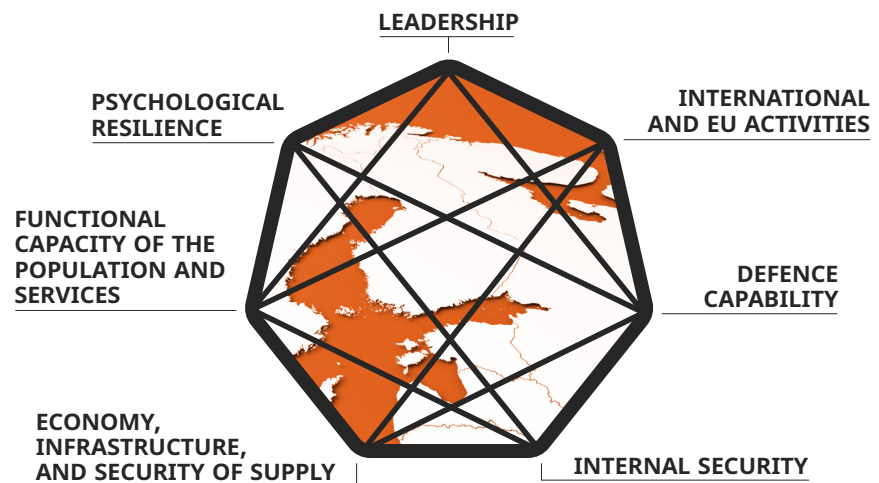 LEADERSHIP
PSYCHOLOGICAL
RESILIENCE
INTERNATIONAL
AND EU ACTIVITIES
FUNCTIONAL
CAPACITY OF THE
POPULATION AND
SERVICES
DEFENCE
CAPABILITY
ECONOMY,
INFRASTRUCTURE,
AND SECURITY OF SUPPLY
INTERNAL SECURITY